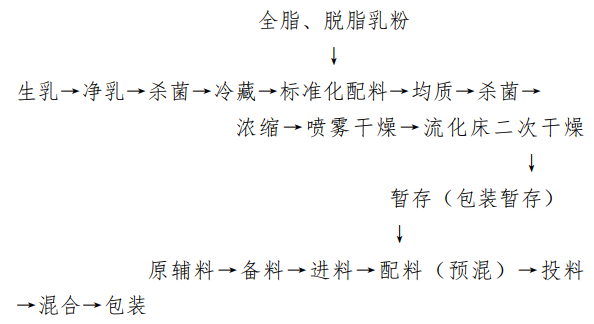 全脂、脱脂乳粉
↓
生乳→净乳→杀菌→冷藏→标准化配料→均质→杀菌→
浓缩→喷雾干燥→流化床二次干燥
↓
暂存（包装暂存）
↓
原辅料→备料→进料→配料（预混）→投料
→混合→包装